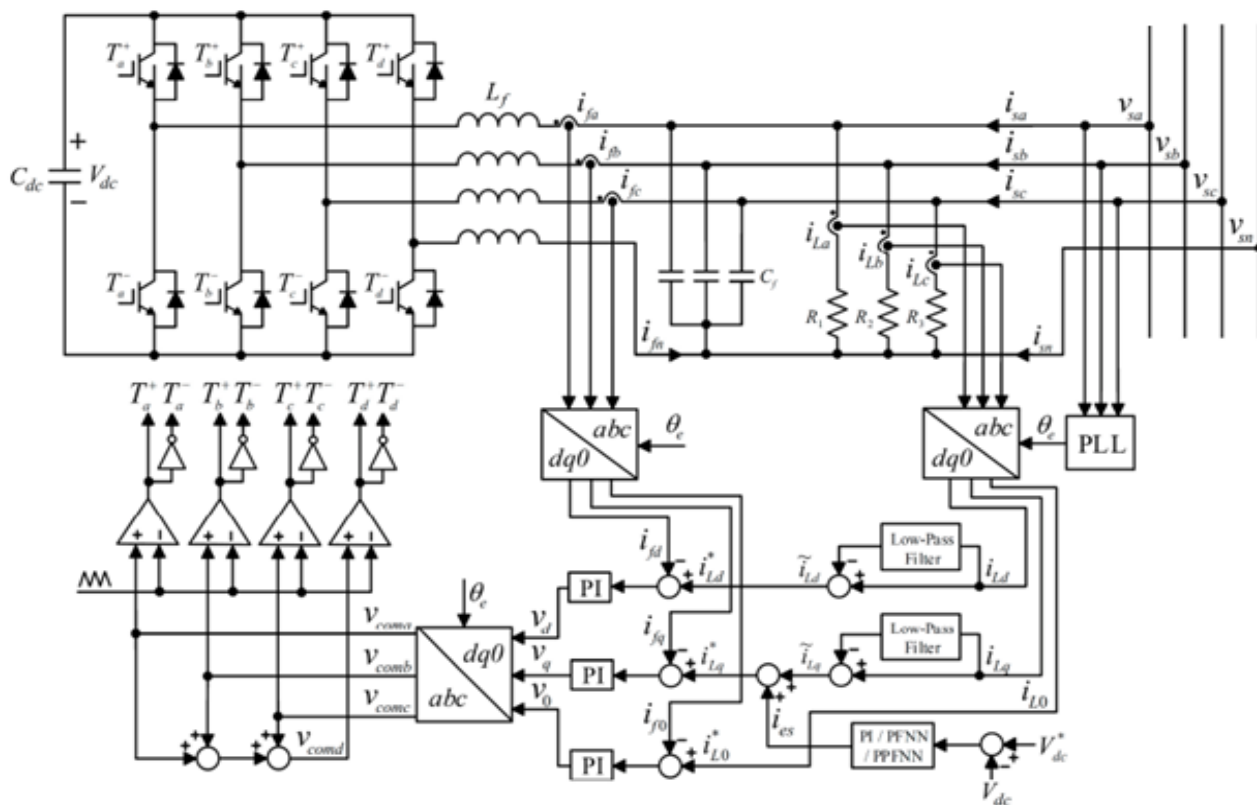 T_a^+ T_b^+ T_c^+ T_d^+
L_f
i_fa
i_sa
v_sa
i_fb
i_sb
v_sb
C_dc
+
V_dc
−
i_fc
i_sc
v_sc
v_sn
T_a^- T_b^- T_c^- T_d^-
i_La
i_Lb
i_Lc
C_f
R_1 R_2 R_3
i_fn
i_sn
T_a^+ T_a^- T_b^+ T_b^- T_c^+ T_c^- T_d^+ T_d^-
abc
dq0
θ_e
abc
dq0
θ_e
PLL
+ − + − + − + −
i_fd
−
+
i_Ld^*
PI
ĩ_Ld
−
+
Low-Pass
Filter
i_Ld
v_coma
θ_e
v_d
v_comb
dq0
abc
v_q
PI
i_fq
−
+
i_Lq^*
+
+
ĩ_Lq
−
+
Low-Pass
Filter
i_Lq
v_comc
v_0
i_f0
i_es
i_L0
+ +
+ +
v_comd
PI
−
+
i_L0^*
PI / PFNN
/ PPFNN
+
−
V_dc^*
V_dc